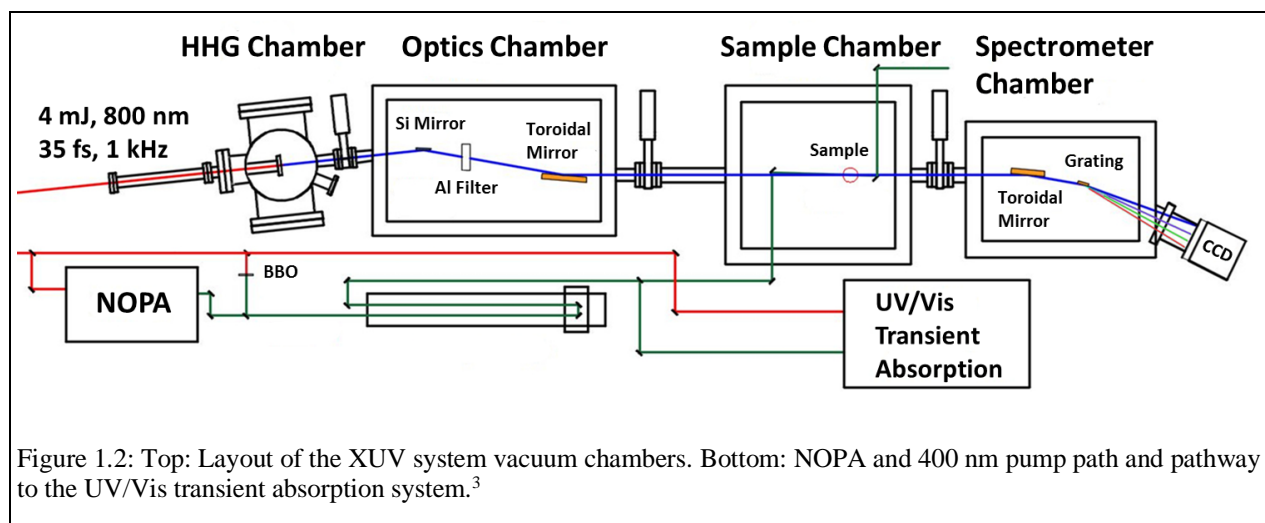 HHG Chamber
Optics Chamber
Sample Chamber
Spectrometer
Chamber
4 mJ, 800 nm
35 fs, 1 kHz
Si Mirror
Al Filter
Toroidal
Mirror
Sample
Grating
Toroidal
Mirror
CCD
BBO
NOPA
UV/Vis
Transient
Absorption
Figure 1.2: Top: Layout of the XUV system vacuum chambers. Bottom: NOPA and 400 nm pump path and pathway
to the UV/Vis transient absorption system.3